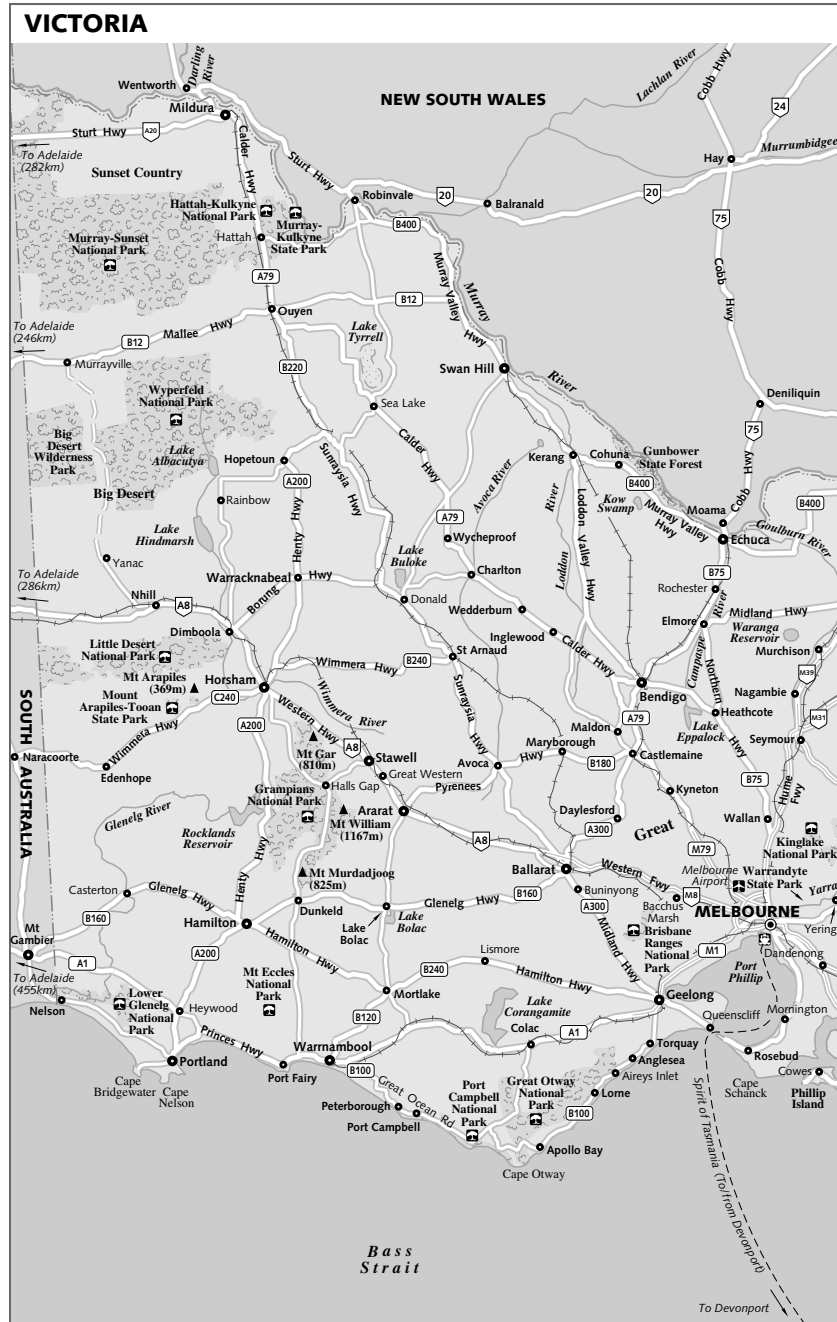 VICTORIA
Darling
River
Wentworth
Mildura
NEW SOUTH WALES
Lachlan River
Cobb Hwy
24
Sturt Hwy
A20
Calder
Hwy
To Adelaide
(282km)
Sunset Country
Sturt Hwy
Hay
Murrumbidgee
Hattah-Kulkyne
National Park
Robinvale
20
Balranald
20
Murray-
Kulkyne
State Park
Hattah
B400
75
Murray-Sunset
National Park
A79
Murray Valley
Hwy
Murray
River
Cobb
Hwy
B12
Ouyen
To Adelaide
(246km)
B12
Mallee Hwy
Lake
Tyrrell
Murrayville
B220
Swan Hill
Wyperfeld
National Park
Sea Lake
Deniliquin
Big
Desert
Wilderness
Park
Lake
Albacutya
Sunraysia Hwy
Calder
Hwy
75
Hopetoun
Avoca River
Kerang
Cohuna
Gunbower
State Forest
Big Desert
A200
B400
Rainbow
Henty Hwy
River
Loddon
Loddon Valley Hwy
Kow
Swamp
Murray Valley
Hwy
Cobb Hwy
Moama
B400
A79
Goulburn River
Echuca
Lake
Hindmarsh
Wycheproof
Yanac
Lake
Buloke
To Adelaide
(286km)
Warracknabeal
Hwy
Charlton
B75
Rochester
Borung
Nhill
A8
Donald
Wedderburn
River
Midland Hwy
Elmore
Dimboola
Inglewood
Calder Hwy
Campaspe
Waranga
Reservoir
Little Desert
National Park
Wimmera Hwy
B240
St Arnaud
Murchison
Mt Arapiles
(369m)
Horsham
Northern
Hwy
M39
Mount
Arapiles-Tooan
State Park
C240
Wimmera River
Sunraysia
Hwy
Bendigo
Nagambie
SOUTH AUSTRALIA
A200
Western Hwy
A79
Heathcote
M31
Wimmera Hwy
Mt Gar
(810m)
A8
Maldon
Lake
Eppalock
Seymour
Naracoorte
Stawell
Maryborough
Edenhope
Great Western
Avoca
Hwy
B180
Castlemaine
Halls Gap
Pyrenees
B75
Hume
Fwy
Grampians
National Park
Kyneton
Glenelg River
Ararat
Rocklands
Reservoir
Mt William
(1167m)
Daylesford
Great
Wallan
A8
A300
Kinglake
National Park
Henty Hwy
M79
Mt Murdadjoog
(825m)
Ballarat
Western Fwy
Melbourne
Airport
Warrandyte
State Park
Casterton
Glenelg Hwy
Glenelg Hwy
B160
Buninyong
M8
Yarra
B160
Dunkeld
A300
Bacchus
Marsh
MELBOURNE
Hamilton
Lake
Bolac
Lake
Bolac
Midland Hwy
Brisbane
Ranges
National
Park
Yering
Mt
Gambier
A200
Hamilton Hwy
Lismore
M1
Dandenong
A1
B240
Hamilton Hwy
Port
Phillip
To Adelaide
(455km)
Mt Eccles
National
Park
Lower
Glenelg
National
Park
Mortlake
Geelong
Nelson
Heywood
Lake
Corangamite
Queenscliff
Mornington
B120
Colac
A1
Princes Hwy
Warrnambool
Torquay
Portland
Port Fairy
B100
Anglesea
Rosebud
Cape
Bridgewater
Cape
Nelson
Great Ocean Rd
Port
Campbell
National
Park
Great Otway
National
Park
Aireys Inlet
Cape
Schanck
Cowes
Phillip
Island
Lorne
Peterborough
Port Campbell
B100
Apollo Bay
Cape Otway
Spirit of Tasmania (To/from Devonport)
Bass
Strait
To Devonport